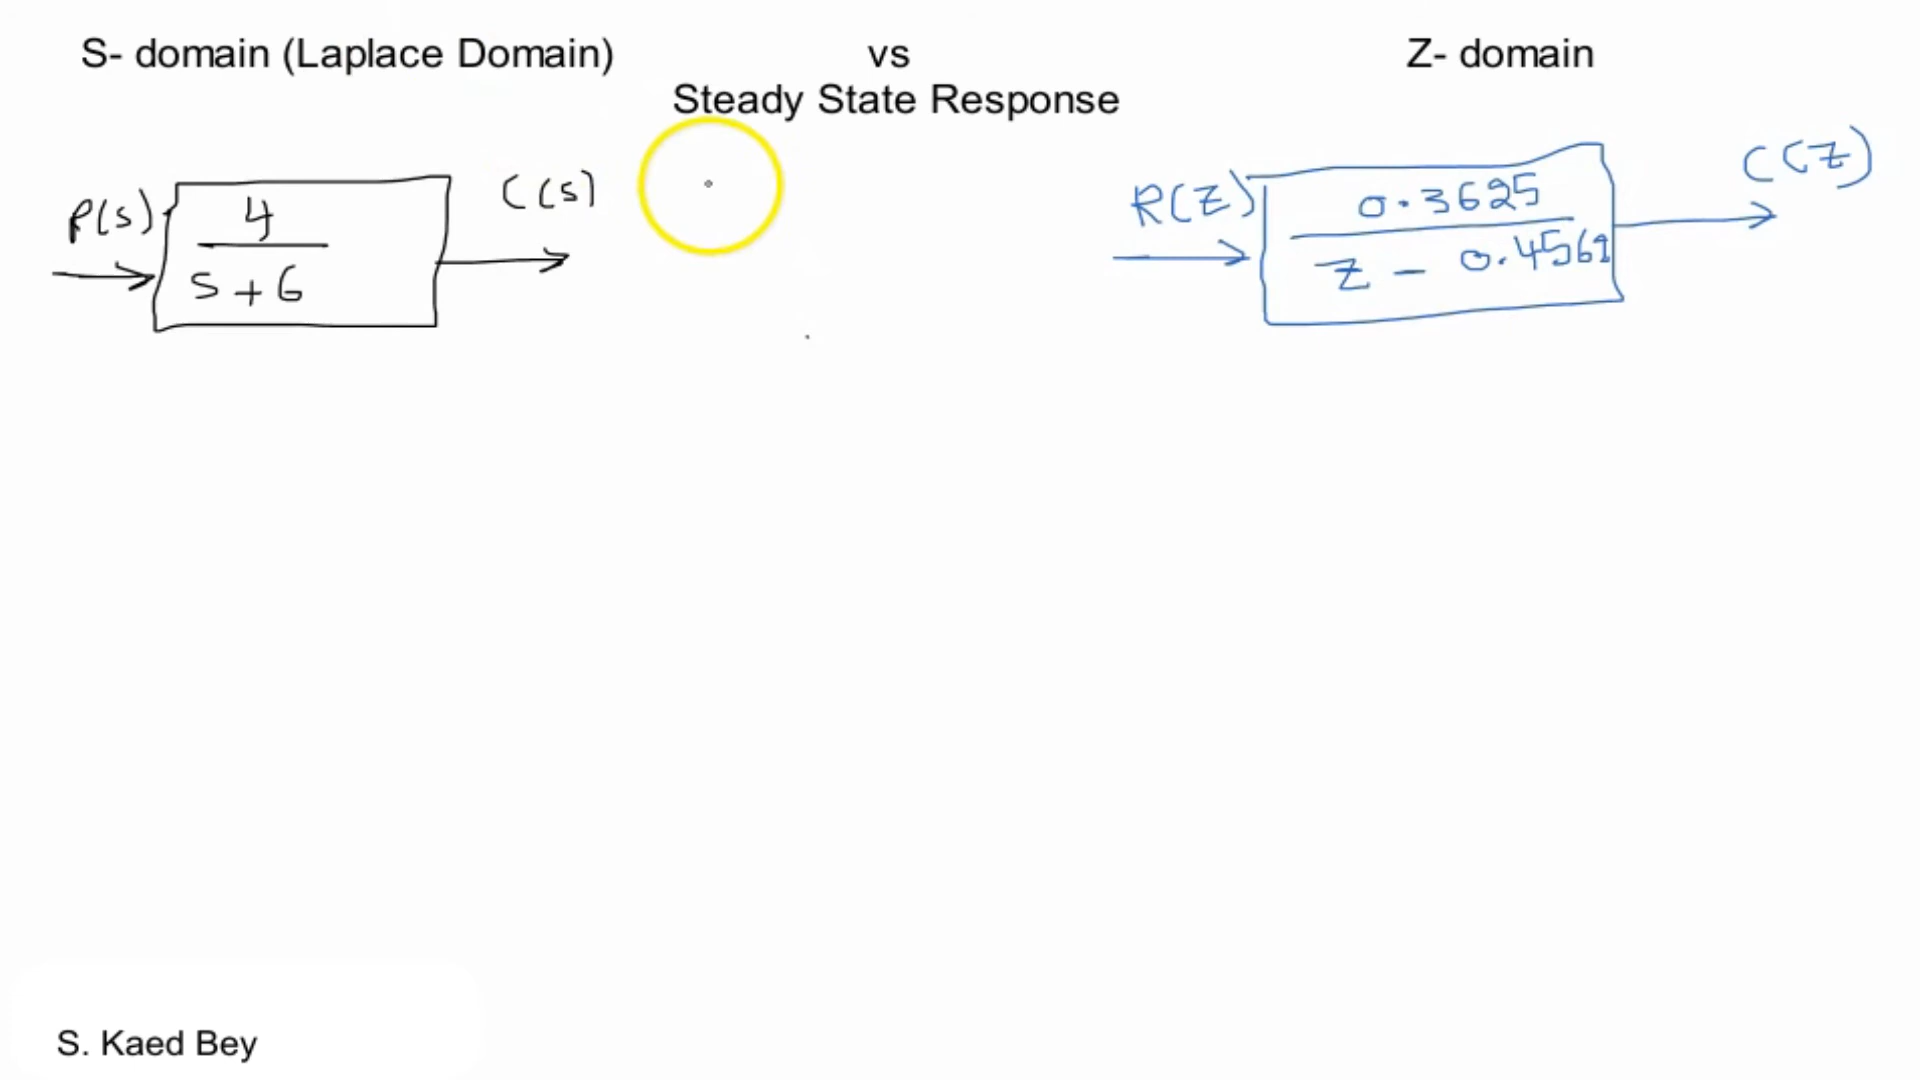 S- domain (Laplace Domain)
vs
Z- domain
Steady State Response
R(s)
4
s + 6
C(s)
R(Z)
0.3625
Z - 0.4561
C(Z)
S. Kaed Bey